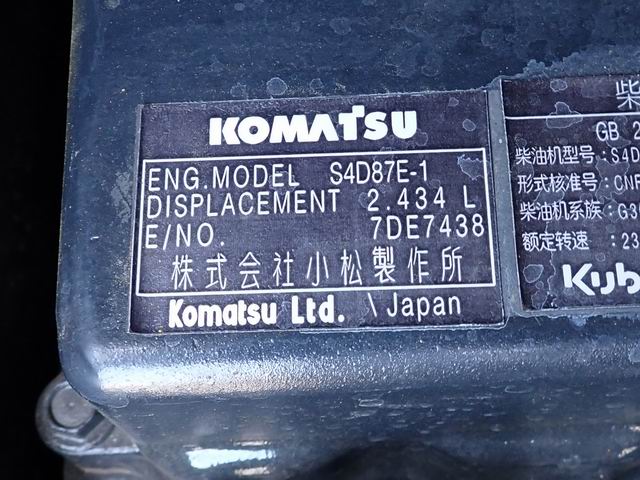 KOMATSU
ENG.MODEL S4D87E-1
DISPLACEMENT 2.434 L
E/NO. 7DE7438
株式会社小松製作所
Komatsu Ltd. \ Japan
柴
GB 2
柴油机型号:S4D
形式核准号:CNF
柴油机系族:G3
额定转速:23
Kub